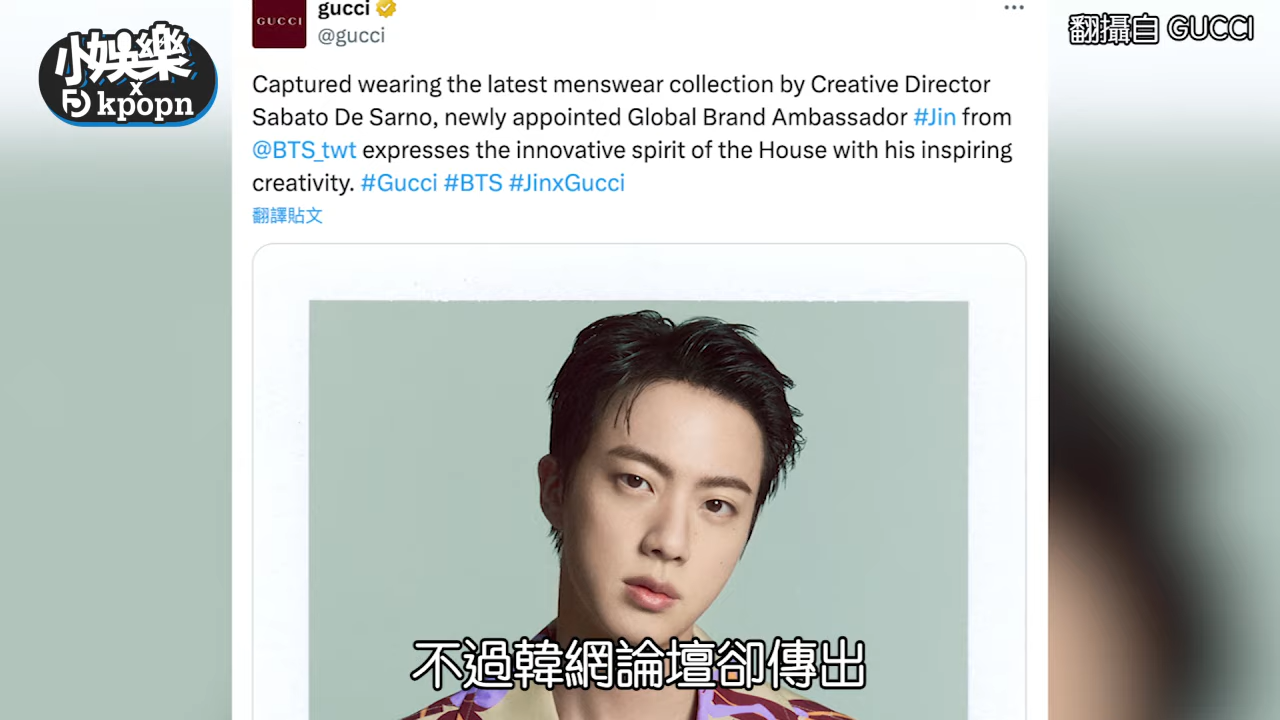 小娛樂
x
kpopn
GUCCI
gucci
@gucci
翻攝自 GUCCI
Captured wearing the latest menswear collection by Creative Director
Sabato De Sarno, newly appointed Global Brand Ambassador #Jin from
@BTS_twt expresses the innovative spirit of the House with his inspiring
creativity. #Gucci #BTS #JinxGucci
翻譯貼文
不過韓網論壇卻傳出